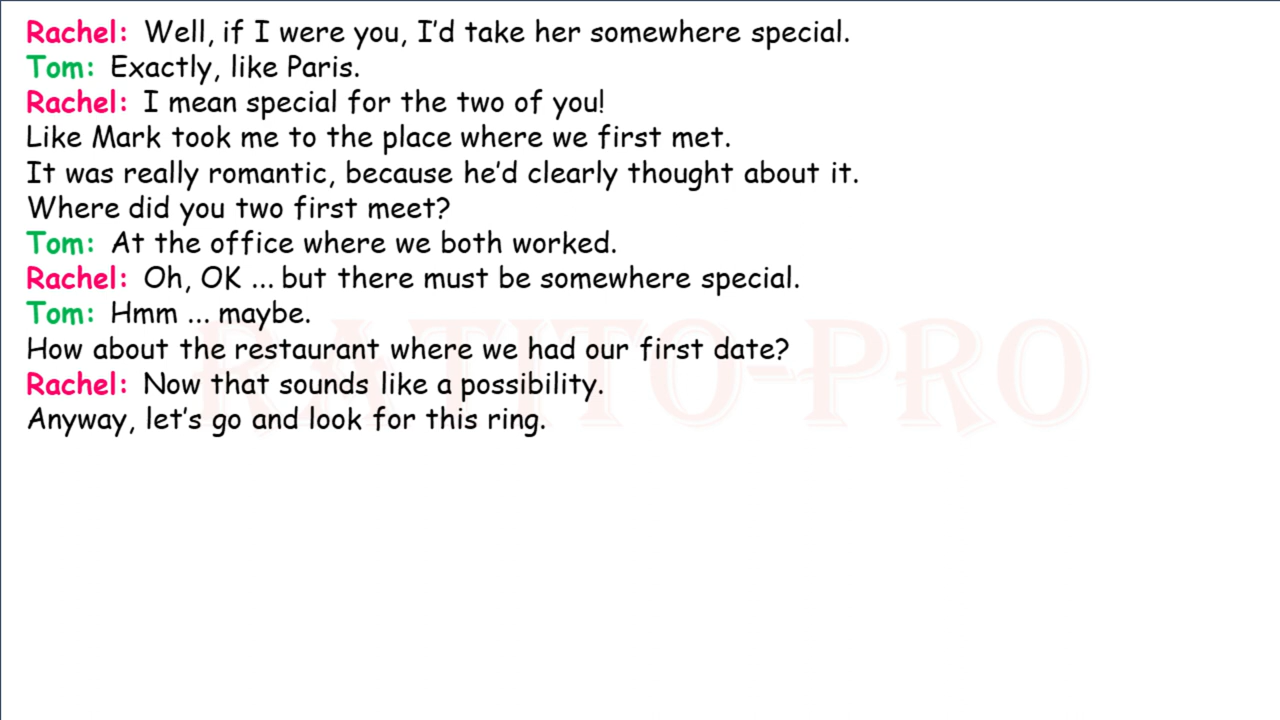 Rachel: Well, if I were you, I’d take her somewhere special.
Tom: Exactly, like Paris.
Rachel: I mean special for the two of you!
Like Mark took me to the place where we first met.
It was really romantic, because he’d clearly thought about it.
Where did you two first meet?
Tom: At the office where we both worked.
Rachel: Oh, OK ... but there must be somewhere special.
Tom: Hmm ... maybe.
How about the restaurant where we had our first date?
Rachel: Now that sounds like a possibility.
Anyway, let’s go and look for this ring.
RATITO-PRO